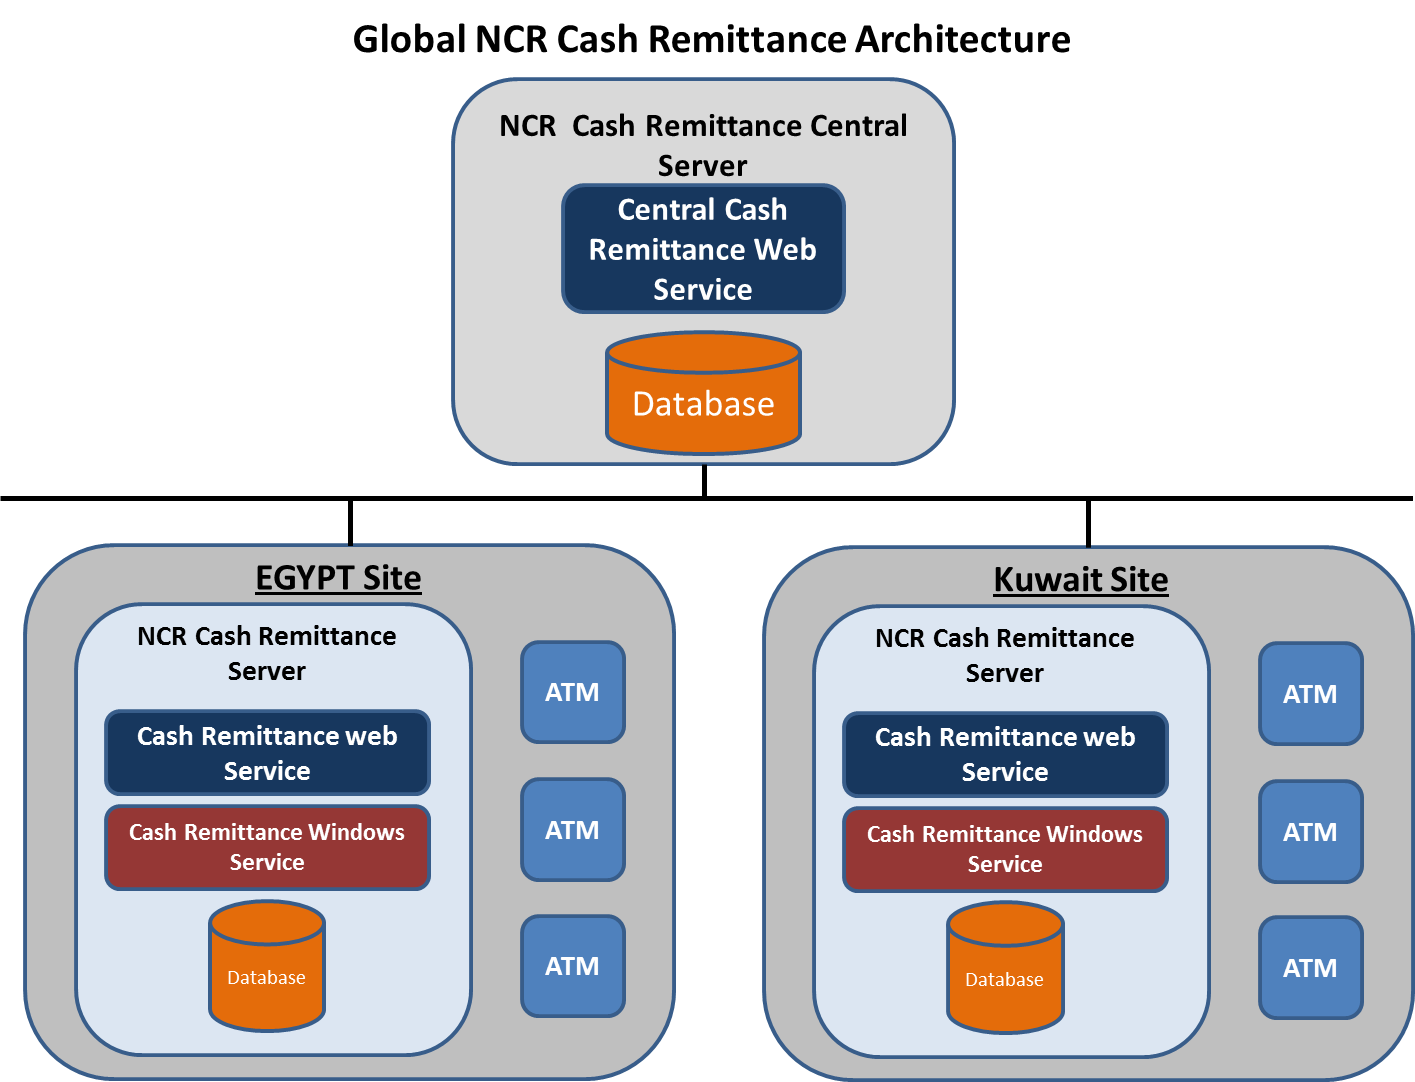 Global NCR Cash Remittance Architecture
NCR  Cash Remittance Central
Server
Central Cash
Remittance Web
Service
Database
EGYPT Site
NCR Cash Remittance
Server
Cash Remittance web
Service
Cash Remittance Windows
Service
Database
ATM
ATM
ATM
Kuwait Site
NCR Cash Remittance
Server
Cash Remittance web
Service
Cash Remittance Windows
Service
Database
ATM
ATM
ATM